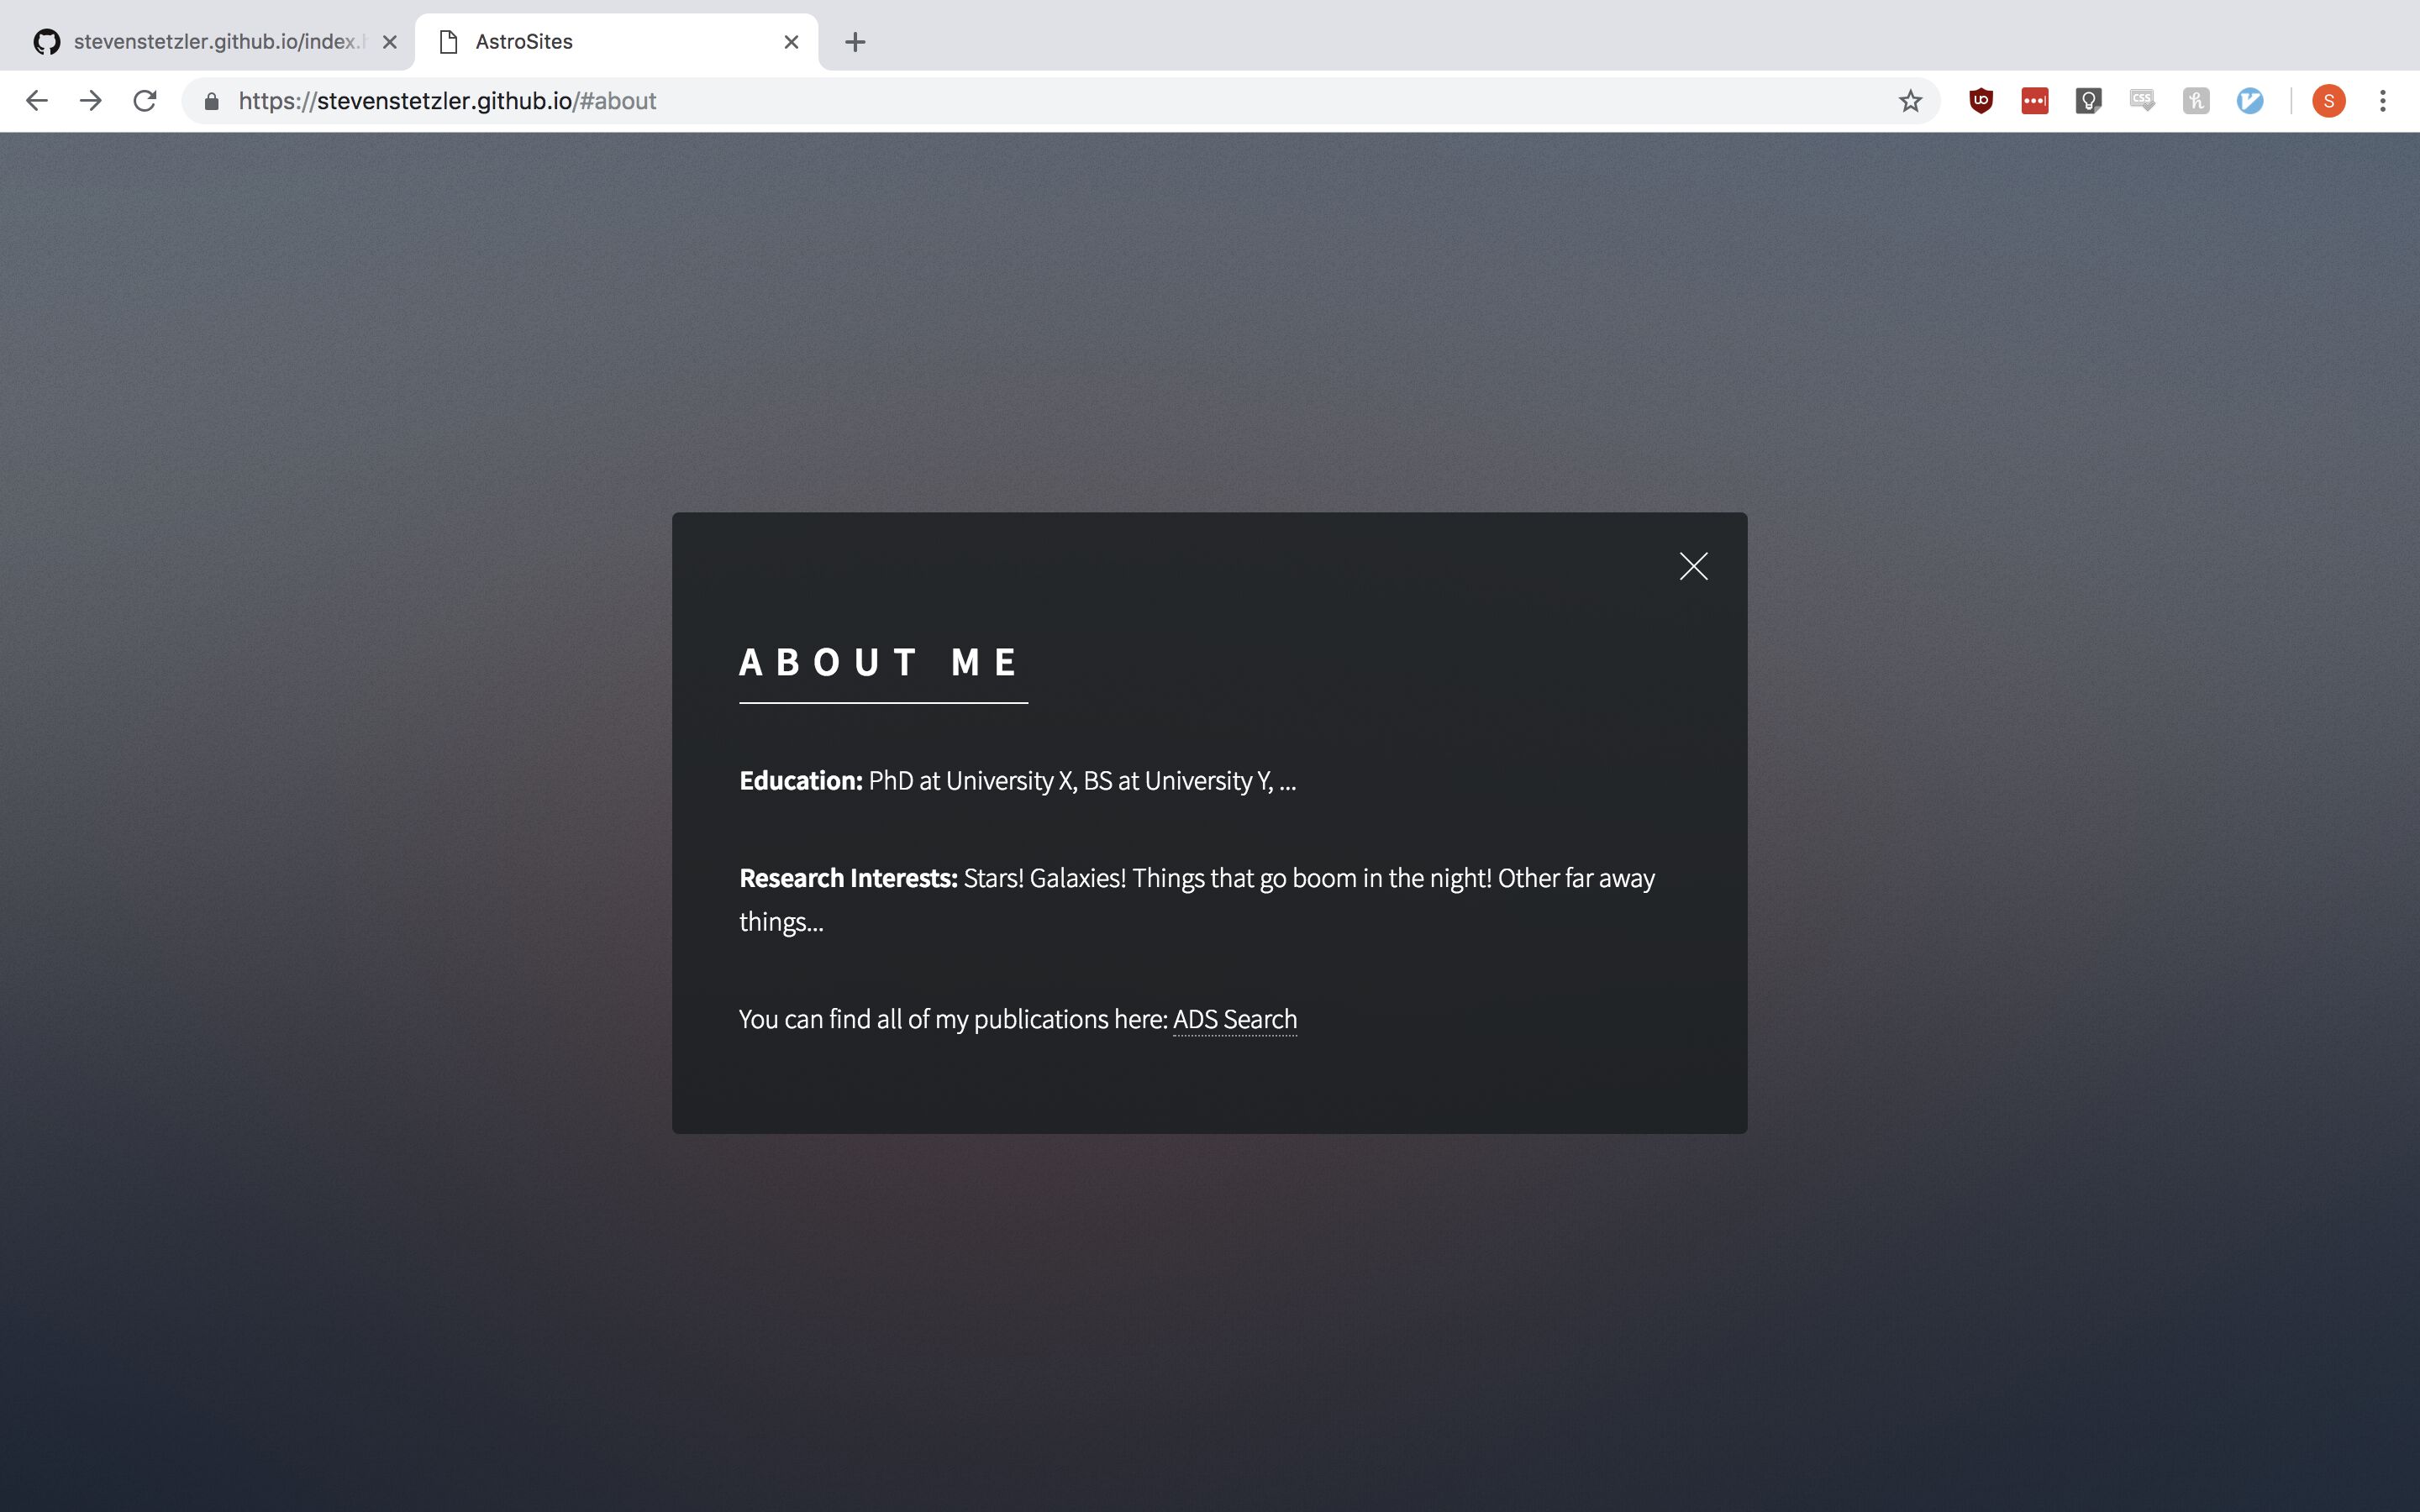 stevenstetzler.github.io/index.
AstroSites
https://stevenstetzler.github.io/#about
S
ABOUT ME
Education: PhD at University X, BS at University Y, ...
Research Interests: Stars! Galaxies! Things that go boom in the night! Other far away
things...
You can find all of my publications here: ADS Search